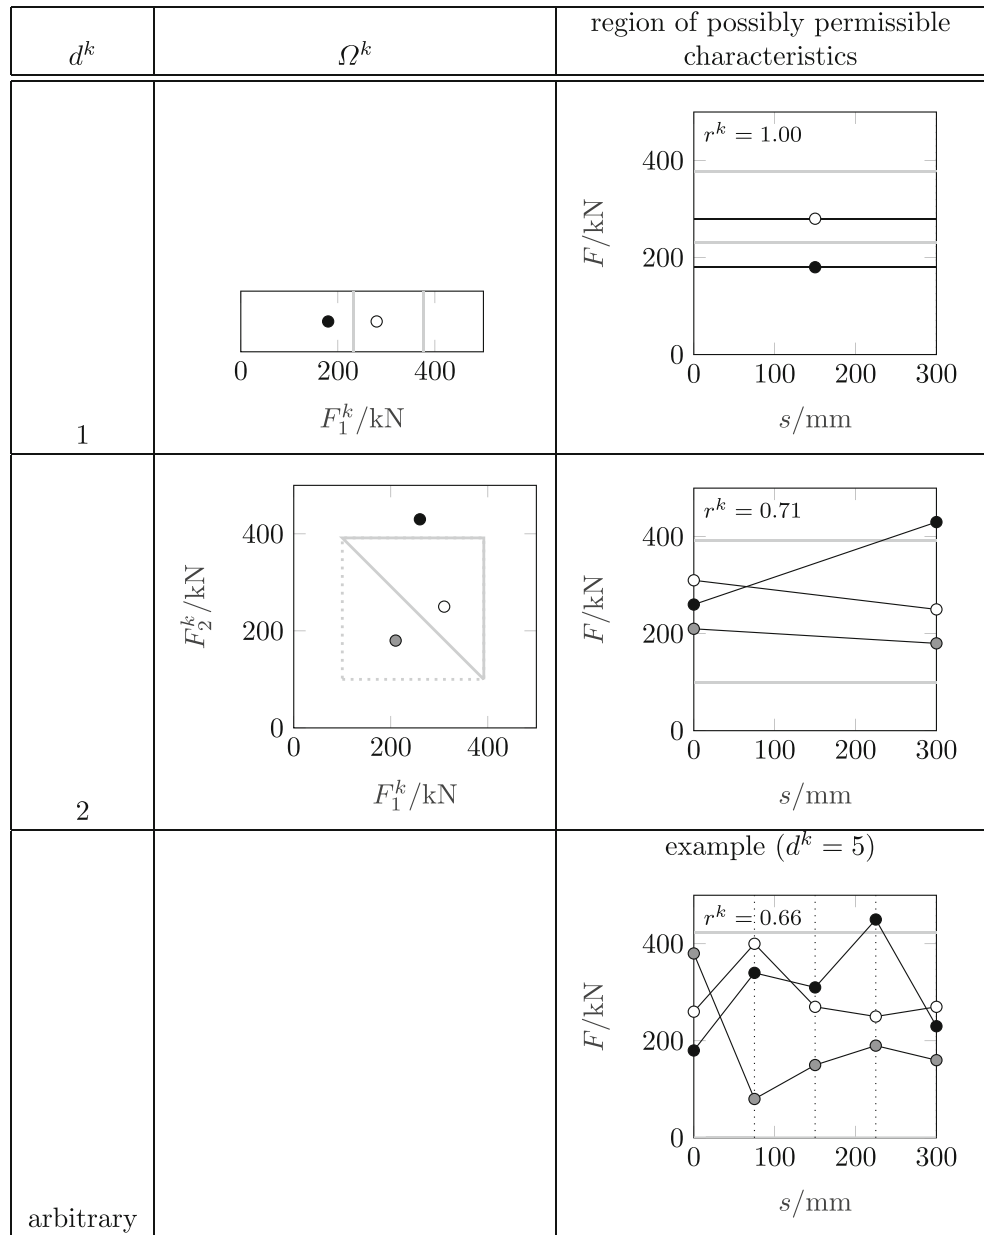 d^k
Ω^k
region of possibly permissible
characteristics
r^k = 1.00
400
200
0
F/kN
0 100 200 300
s/mm
0 200 400
F_1^k/kN
1
400
200
0
F_2^k/kN
0 200 400
F_1^k/kN
r^k = 0.71
400
200
0
F/kN
0 100 200 300
s/mm
2
example (d^k = 5)
r^k = 0.66
400
200
0
F/kN
0 100 200 300
s/mm
arbitrary